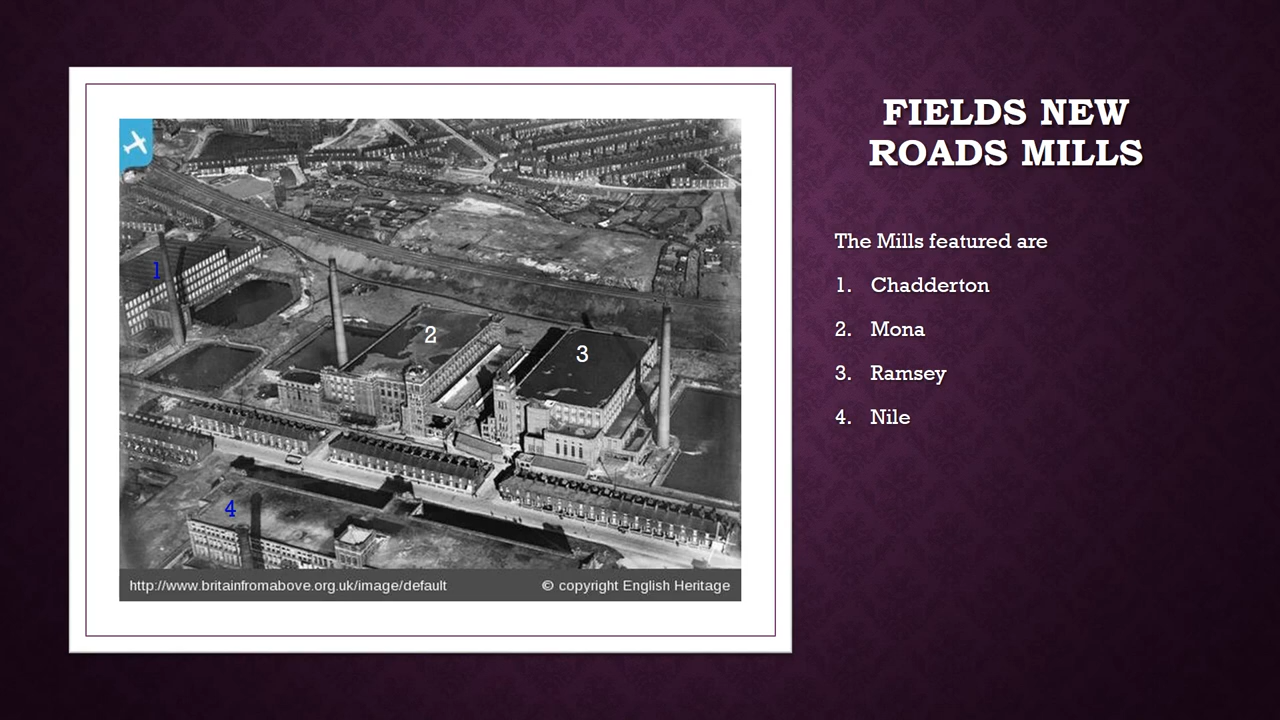 FIELDS NEW
ROADS MILLS
The Mills featured are
1. Chadderton
2. Mona
3. Ramsey
4. Nile
1
2
3
4
http://www.britainfromabove.org.uk/image/default © copyright English Heritage